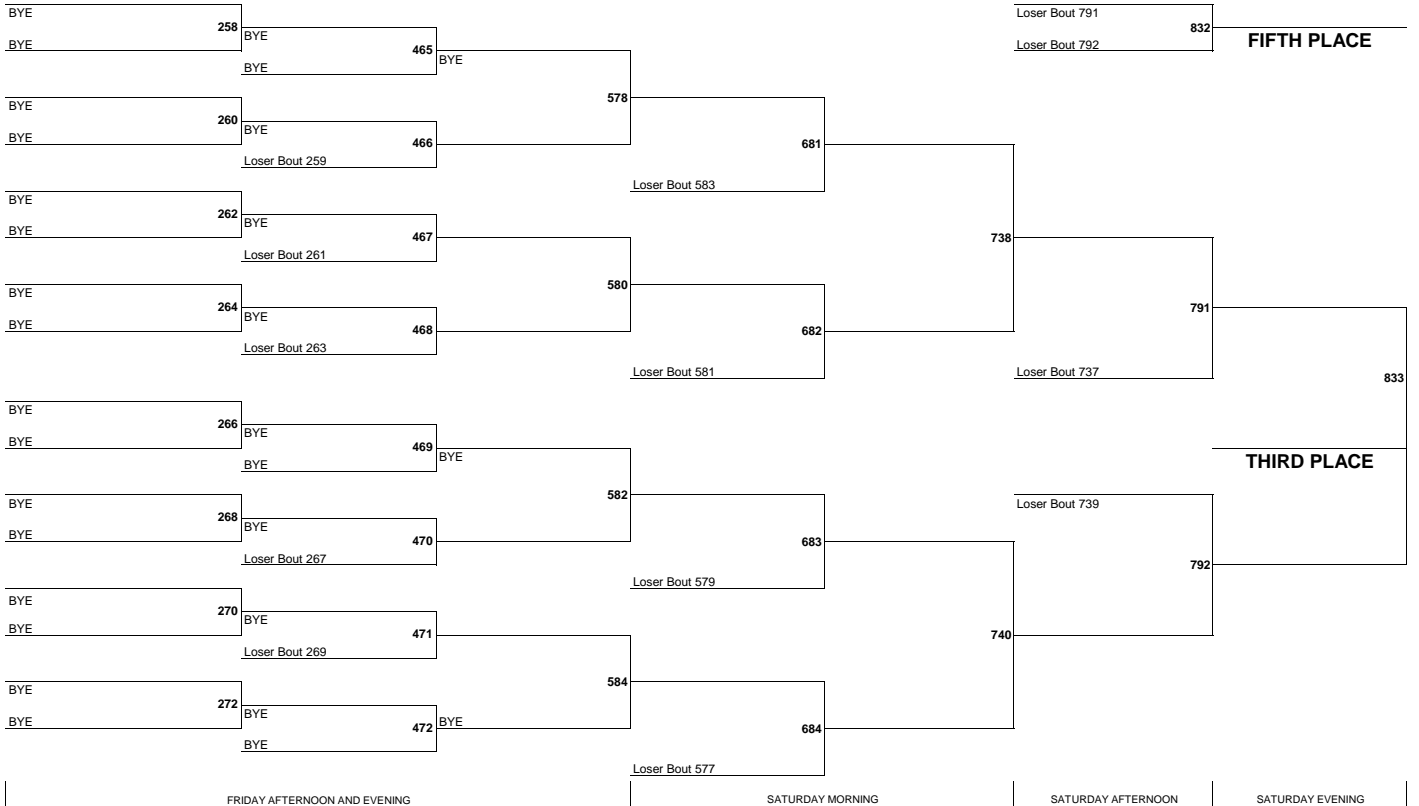 BYE
258
BYE
BYE
465
BYE
BYE
578
BYE
260
BYE
BYE
466
Loser Bout 259
681
Loser Bout 583
BYE
262
BYE
BYE
467
Loser Bout 261
738
580
BYE
264
BYE
BYE
468
Loser Bout 263
682
Loser Bout 581
791
Loser Bout 737
833
BYE
266
BYE
BYE
469
BYE
BYE
582
BYE
268
BYE
BYE
470
Loser Bout 267
683
Loser Bout 579
BYE
270
BYE
BYE
471
Loser Bout 269
740
584
BYE
272
BYE
BYE
472
BYE
BYE
684
Loser Bout 577
Loser Bout 739
792
THIRD PLACE
Loser Bout 791
832
Loser Bout 792
FIFTH PLACE
FRIDAY AFTERNOON AND EVENING
SATURDAY MORNING
SATURDAY AFTERNOON
SATURDAY EVENING